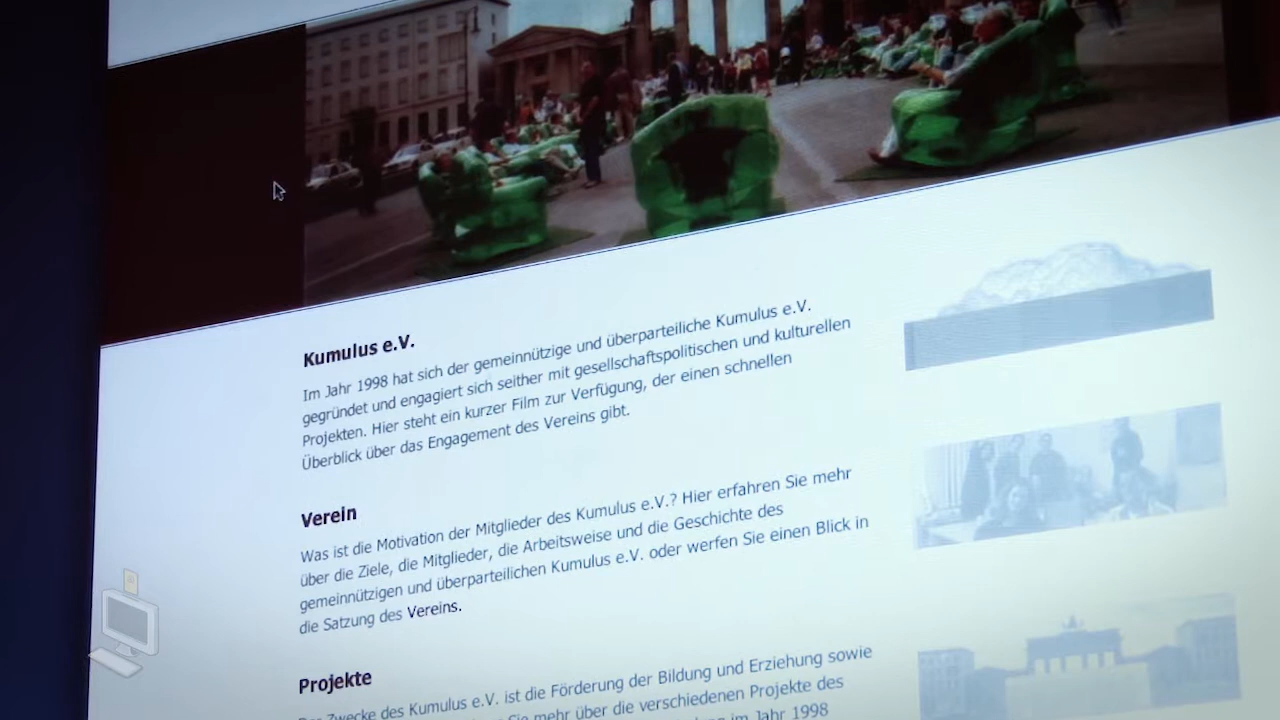 Kumulus e.V.
Im Jahr 1998 hat sich der gemeinnützige und überparteiliche Kumulus e.V.
gegründet und engagiert sich seither mit gesellschaftspolitischen und kulturellen
Projekten. Hier steht ein kurzer Film zur Verfügung, der einen schnellen
Überblick über das Engagement des Vereins gibt.
Verein
Was ist die Motivation der Mitglieder des Kumulus e.V.? Hier erfahren Sie mehr
über die Ziele, die Mitglieder, die Arbeitsweise und die Geschichte des
gemeinnützigen und überparteilichen Kumulus e.V. oder werfen Sie einen Blick in
die Satzung des Vereins.
Projekte
Zwecke des Kumulus e.V. ist die Förderung der Bildung und Erziehung sowie
Sie mehr über die verschiedenen Projekte des
im Jahr 1998